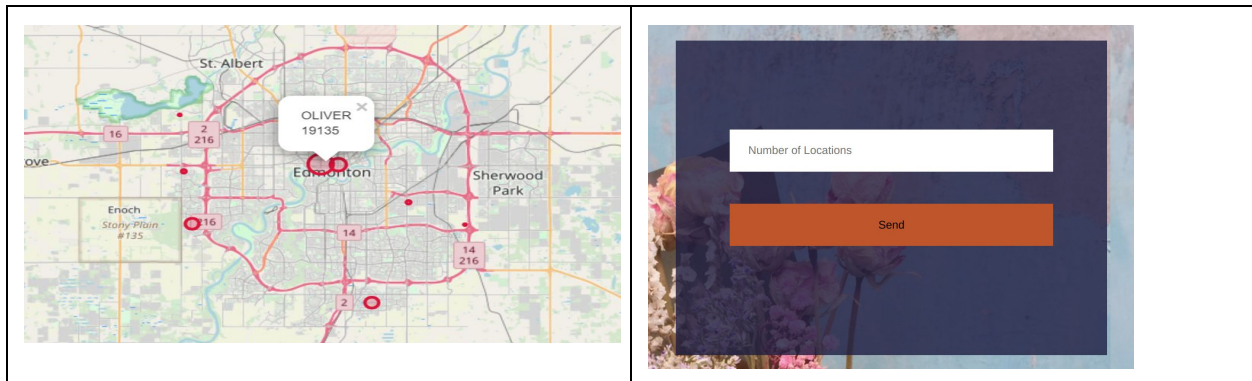 St. Albert
OLIVER
19135
×
16
2
216
ove
Edmonton
Sherwood
Park
Enoch
Stony Plain
#135
216
14
14
216
2
Number of Locations
Send